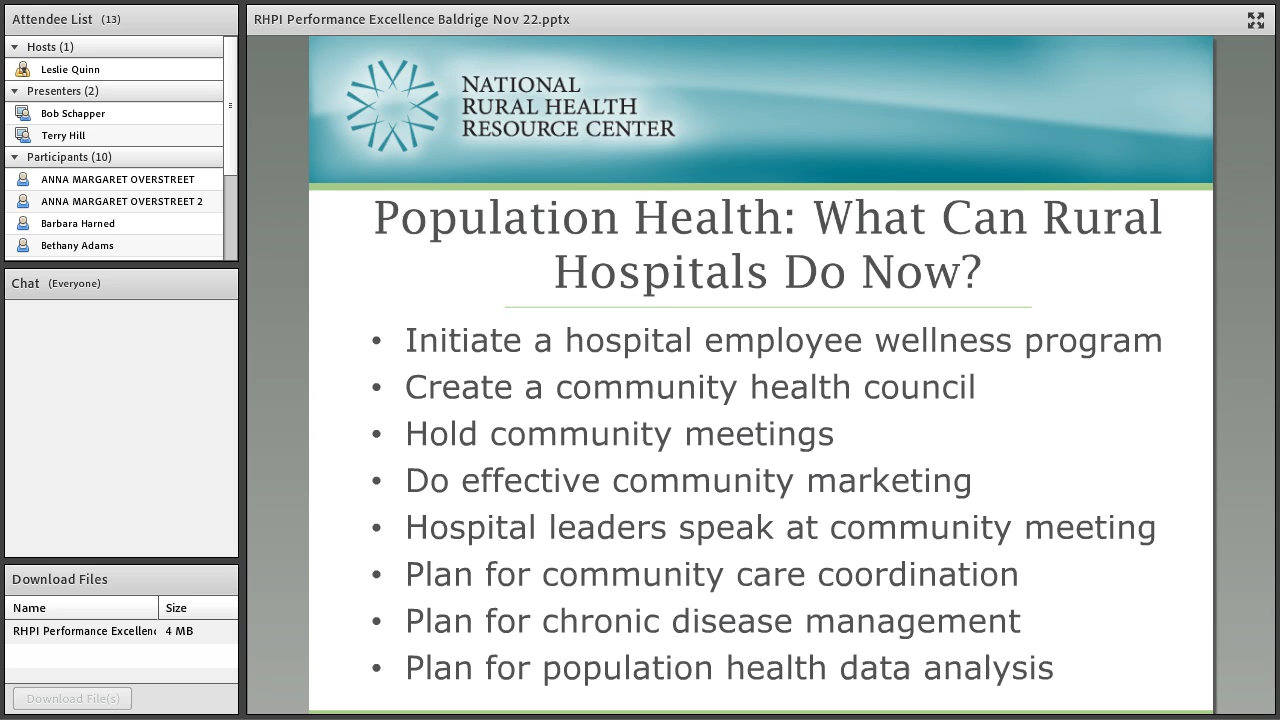 Attendee List (13)
Hosts (1)
Leslie Quinn
Presenters (2)
Bob Schapper
Terry Hill
Participants (10)
ANNA MARGARET OVERSTREET
ANNA MARGARET OVERSTREET 2
Barbara Harned
Bethany Adams
Chat (Everyone)
Download Files
Name Size
RHPI Performance Excellenc 4 MB
Download File(s)
RHPI Performance Excellence Baldrige Nov 22.pptx
NATIONAL
RURAL HEALTH
RESOURCE CENTER
Population Health: What Can Rural
Hospitals Do Now?
• Initiate a hospital employee wellness program
• Create a community health council
• Hold community meetings
• Do effective community marketing
• Hospital leaders speak at community meeting
• Plan for community care coordination
• Plan for chronic disease management
• Plan for population health data analysis